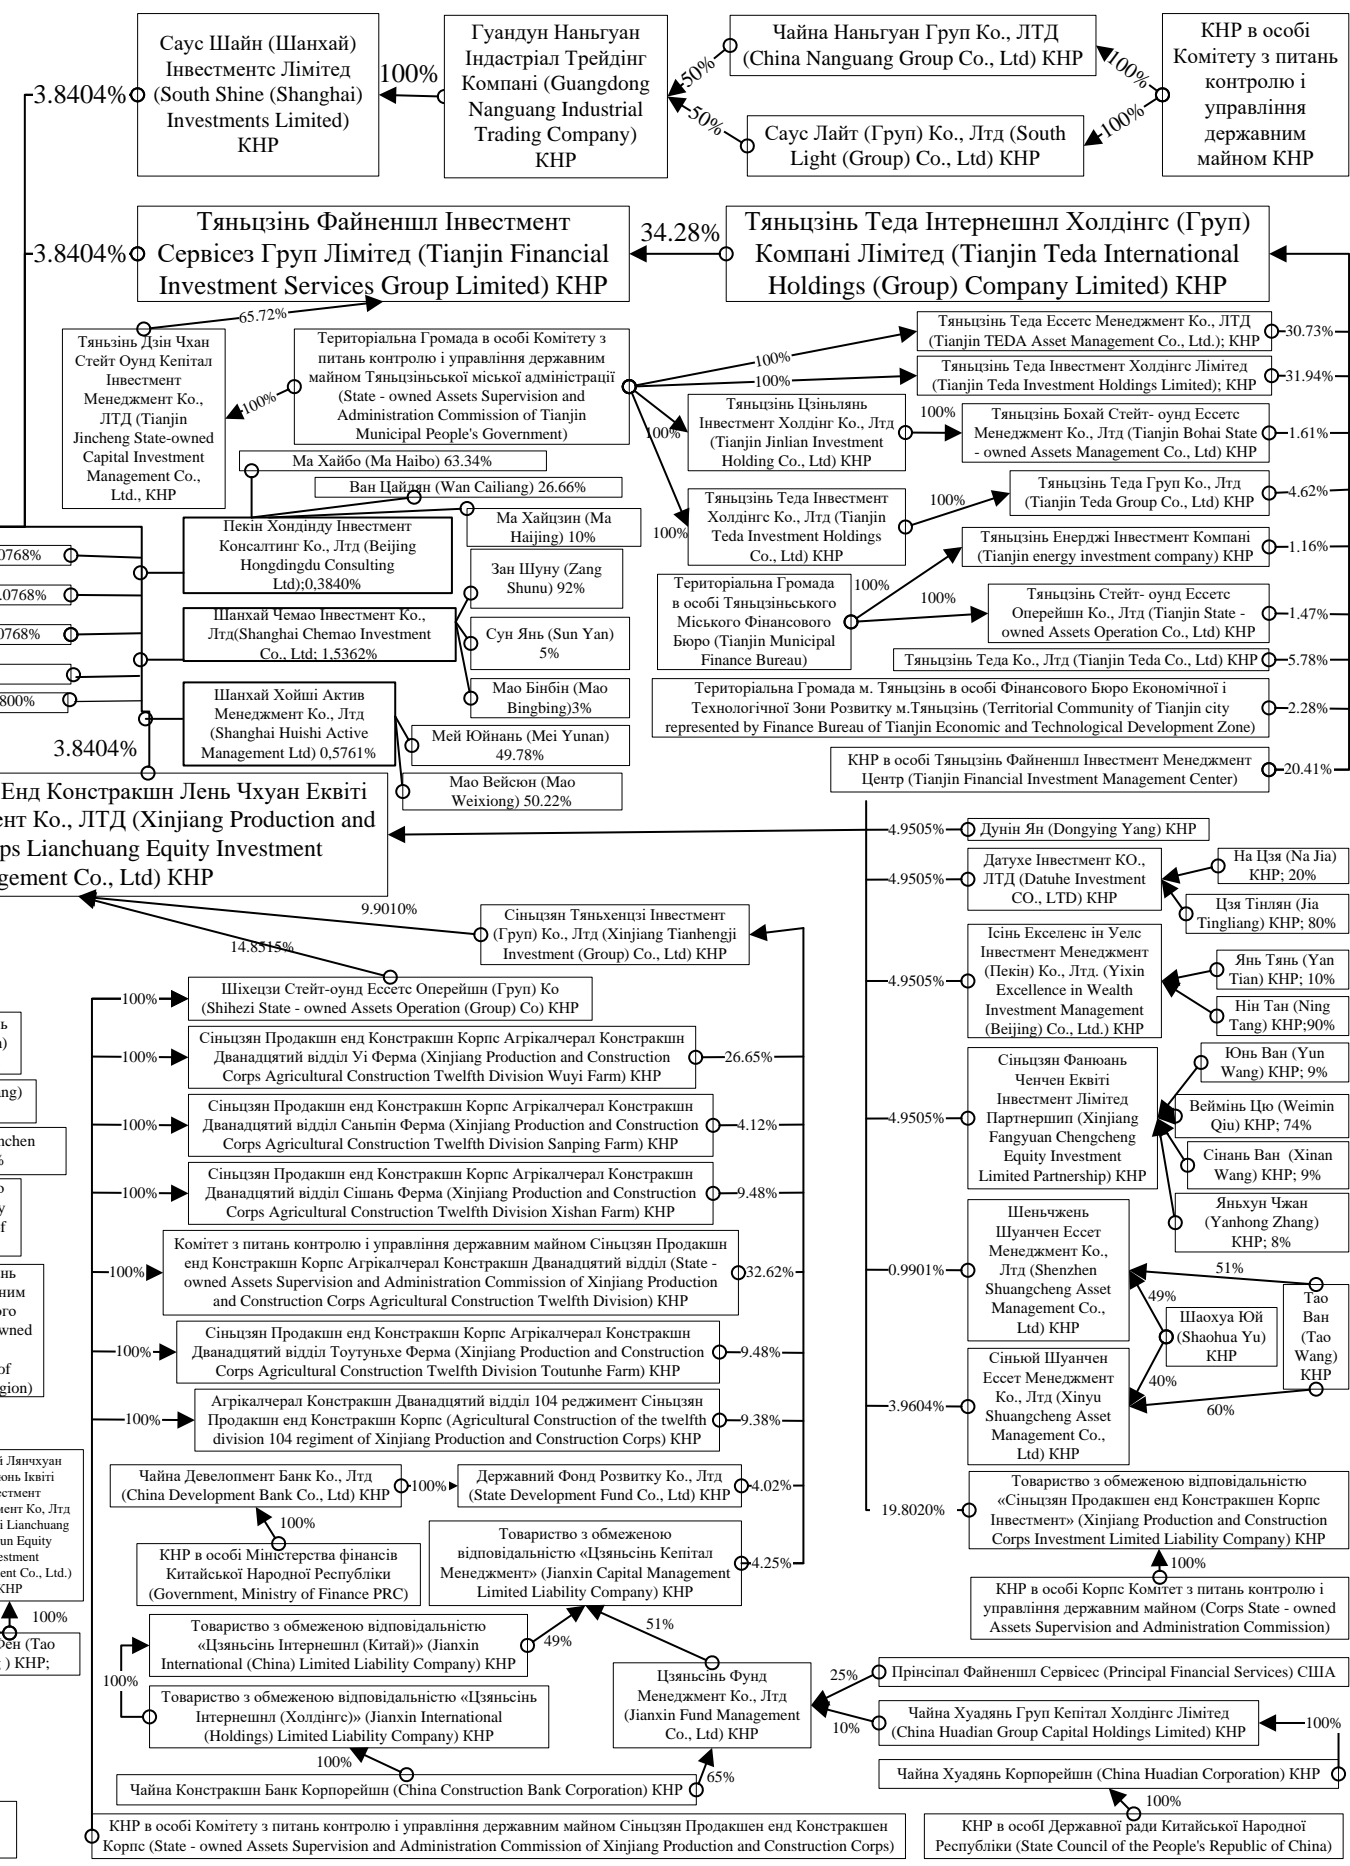 Саус Шайн (Шанхай)
Інвестментс Лімітед
(South Shine (Shanghai)
Investments Limited)
КНР
3.8404%
100%
Гуандун Наньгуан
Індастріал Трейдінг
Компані (Guangdong
Nanguang Industrial
Trading Company)
КНР
50%
50%
Чайна Наньгуан Груп Ко., ЛТД
(China Nanguang Group Co., Ltd) КНР
Саус Лайт (Груп) Ко., Лтд (South
Light (Group) Co., Ltd) КНР
100%
100%
КНР в особі
Комітету з питань
контролю і
управління
державним
майном КНР
3.8404%
Тяньцзінь Файненшл Інвестмент
Сервісез Груп Лімітед (Tianjin Financial
Investment Services Group Limited) КНР
34.28%
Тяньцзінь Теда Інтернешнл Холдінгс (Груп)
Компані Лімітед (Tianjin Teda International
Holdings (Group) Company Limited) КНР
65.72%
Тяньзінь Дзін Чхан
Стейт Оунд Кепітал
Інвестмент
Менеджмент Ко.,
ЛТД (Tianjin
Jincheng State-owned
Capital Investment
Management Co.,
Ltd., КНР
100%
Територіальна Громада в особі Комітету з
питань контролю і управління державним
майном Тяньцзіньської міської адміністрації
(State - owned Assets Supervision and
Administration Commission of Tianjin
Municipal People's Government)
100%
100%
100%
100%
Тяньцзінь Теда Ессетс Менеджмент Ко., ЛТД
(Tianjin TEDA Asset Management Co., Ltd.); КНР
30.73%
Тяньцзінь Теда Інвестмент Холдінгс Лімітед
(Tianjin Teda Investment Holdings Limited); КНР
31.94%
Тяньцзінь Цзіньлянь
Інвестмент Холдінг Ко., Лтд
(Tianjin Jinlian Investment
Holding Co., Ltd) КНР
100%
Тяньцзінь Бохай Стейт- оунд Ессетс
Менеджмент Ко., Лтд (Tianjin Bohai State
- owned Assets Management Co., Ltd) КНР
1.61%
Тяньцзінь Теда Інвестмент
Холдінгс Ко., Лтд (Tianjin
Teda Investment Holdings
Co., Ltd) КНР
100%
Тяньцзінь Теда Груп Ко., Лтд
(Tianjin Teda Group Co., Ltd) КНР
4.62%
Тяньцзінь Енерджі Інвестмент Компані
(Tianjin energy investment company) КНР
1.16%
Територіальна Громада
в особі Тяньцзіньського
Міського Фінансового
Бюро (Tianjin Municipal
Finance Bureau)
100%
100%
Тяньцзінь Стейт- оунд Ессетс
Оперейшн Ко., Лтд (Tianjin State -
owned Assets Operation Co., Ltd) КНР
1.47%
Тяньцзінь Теда Ко., Лтд (Tianjin Teda Co., Ltd) КНР
5.78%
Територіальна Громада м. Тяньцзінь в особі Фінансового Бюро Економічної і
Технологічної Зони Розвитку м.Тяньцзінь (Territorial Community of Tianjin city
represented by Finance Bureau of Tianjin Economic and Technological Development Zone)
2.28%
КНР в особі Тяньцзінь Файненшл Інвестмент Менеджмент
Центр (Tianjin Financial Investment Management Center)
20.41%
Ма Хайбо (Ma Haibo) 63.34%
Ван Цайлян (Wan Cailiang) 26.66%
Ма Хайцзин (Ma
Haijing) 10%
Пекін Хондінду Інвестмент
Консалтинг Ко., Лтд (Beijing
Hongdingdu Consulting
Ltd);0,3840%
Зан Шуну (Zang
Shunu) 92%
Сун Янь (Sun Yan)
5%
Мао Бінбін (Mao
Bingbing)3%
Шанхай Чемао Інвестмент Ко.,
Лтд(Shanghai Chemao Investment
Co., Ltd; 1,5362%
Шанхай Хойші Актив
Менеджмент Ко., Лтд
(Shanghai Huishi Active
Management Ltd) 0,5761%
Мей Юйнань (Mei Yunan)
49.78%
Мао Вейсюн (Mao
Weixiong) 50.22%
0768%
.0768%
0768%
800%
3.8404%
Енд Констракшн Лень Чхуан Еквіті
ент Ко., ЛТД (Xinjiang Production and
ps Lianchuang Equity Investment
gement Co., Ltd) КНР
4.9505%
Дунін Ян (Dongying Yang) КНР
4.9505%
Датухе Інвестмент КО.,
ЛТД (Datuhe Investment
CO., LTD) КНР
На Цзя (Na Jia)
КНР; 20%
Цзя Тінлян (Jia
Tingliang) КНР; 80%
4.9505%
Ісінь Екселенс ін Уелс
Інвестмент Менеджмент
(Пекін) Ко., Лтд. (Yixin
Excellence in Wealth
Investment Management
(Beijing) Co., Ltd.) КНР
Янь Тянь (Yan
Tian) КНР; 10%
Нін Тан (Ning
Tang) КНР;90%
4.9505%
Сіньцзян Фанюань
Ченчен Еквіті
Інвестмент Лімітед
Партнершип (Xinjiang
Fangyuan Chengcheng
Equity Investment
Limited Partnership) КНР
Юнь Ван (Yun
Wang) КНР; 9%
Веймінь Цю (Weimin
Qiu) КНР; 74%
Сінань Ван (Xinan
Wang) КНР; 9%
Яньхун Чжан
(Yanhong Zhang)
КНР; 8%
0.9901%
Шеньчжень
Шуанчен Ессет
Менеджмент Ко.,
Лтд (Shenzhen
Shuangcheng Asset
Management Co.,
Ltd) КНР
51%
49%
Шаохуа Юй
(Shaohua Yu)
КНР
Тао
Ван
(Tao
Wang)
КНР
40%
60%
3.9604%
Сіньюй Шуанчен
Ессет Менеджмент
Ко., Лтд (Xinyu
Shuangcheng Asset
Management Co.,
Ltd) КНР
19.8020%
Товариство з обмеженою відповідальністю
«Сіньцзян Продакшен енд Констракшен Корпс
Інвестмент» (Xinjiang Production and Construction
Corps Investment Limited Liability Company) КНР
100%
КНР в особі Корпс Комітет з питань контролю і
управління державним майном (Corps State - owned
Assets Supervision and Administration Commission)
9.9010%
14.8515%
Сіньцзян Тяньхенцзі Інвестмент
(Груп) Ко., Лтд (Xinjiang Tianhengji
Investment (Group) Co., Ltd) КНР
100%
Шіхецзи Стейт-оунд Ессетс Оперейшн (Груп) Ко
(Shihezi State - owned Assets Operation (Group) Co) КНР
100%
Сіньцзян Продакшн енд Констракшн Корпс Агрікалчерал Констракшн
Дванадцятий відділ Уі Ферма (Xinjiang Production and Construction
Corps Agricultural Construction Twelfth Division Wuyi Farm) КНР
26.65%
100%
Сіньцзян Продакшн енд Констракшн Корпс Агрікалчерал Констракшн
Дванадцятий відділ Саньпін Ферма (Xinjiang Production and Construction
Corps Agricultural Construction Twelfth Division Sanping Farm) КНР
4.12%
100%
Сіньцзян Продакшн енд Констракшн Корпс Агрікалчерал Констракшн
Дванадцятий відділ Сішань Ферма (Xinjiang Production and Construction
Corps Agricultural Construction Twelfth Division Xishan Farm) КНР
9.48%
100%
Комітет з питань контролю і управління державним майном Сіньцзян Продакшн
енд Констракшн Корпс Агрікалчерал Констракшн Дванадцятий відділ (State -
owned Assets Supervision and Administration Commission of Xinjiang Production
and Construction Corps Agricultural Construction Twelfth Division) КНР
32.62%
100%
Сіньцзян Продакшн енд Констракшн Корпс Агрікалчерал Констракшн
Дванадцятий відділ Тоутуньхе Ферма (Xinjiang Production and Construction
Corps Agricultural Construction Twelfth Division Toutunhe Farm) КНР
9.48%
100%
Агрікалчерал Констракшн Дванадцятий відділ 104 реджимент Сіньцзян
Продакшн енд Констракшн Корпс (Agricultural Construction of the twelfth
division 104 regiment of Xinjiang Production and Construction Corps) КНР
9.38%
Чайна Девелопмент Банк Ко., Лтд
(China Development Bank Co., Ltd) КНР
100%
Державний Фонд Розвитку Ко., Лтд
(State Development Fund Co., Ltd) КНР
4.02%
100%
КНР в особі Міністерства фінансів
Китайської Народної Республіки
(Government, Ministry of Finance PRC)
Товариство з обмеженою
відповідальністю «Цзяньсінь Кепітал
Менеджмент» (Jianxin Capital Management
Limited Liability Company) КНР
4.25%
Товариство з обмеженою відповідальністю
«Цзяньсінь Інтернешнл (Китай)» (Jianxin
International (China) Limited Liability Company) КНР
49%
51%
100%
Товариство з обмеженою відповідальністю «Цзяньсінь
Інтернешнл (Холдінгс)» (Jianxin International
(Holdings) Limited Liability Company) КНР
100%
Цзяньсінь Фунд
Менеджмент Ко., Лтд
(Jianxin Fund Management
Co., Ltd) КНР
25%
Прінсіпал Файненшл Сервісес (Principal Financial Services) США
10%
Чайна Хуадянь Груп Кепітал Холдінгс Лімітед
(China Huadian Group Capital Holdings Limited) КНР
100%
Чайна Констракшн Банк Корпорейшн (China Construction Bank Corporation) КНР
65%
Чайна Хуадянь Корпорейшн (China Huadian Corporation) КНР
100%
КНР в особі Комітету з питань контролю і управління державним майном Сіньцзян Продакшен енд Констракшен
Корпс (State - owned Assets Supervision and Administration Commission of Xinjiang Production and Construction Corps)
КНР в особІ Державної ради Китайської Народної
Республіки (State Council of the People's Republic of China)
ь
)
ng)
nchen
%
о
y
f
нь
ним
ого
wned
of
gion)
й Лянчхуан
юнь Іквіті
естмент
мент Ко, Лтд
i Lianchuang
un Equity
estment
ent Co., Ltd.)
КНР
100%
Фен (Tao
) КНР;